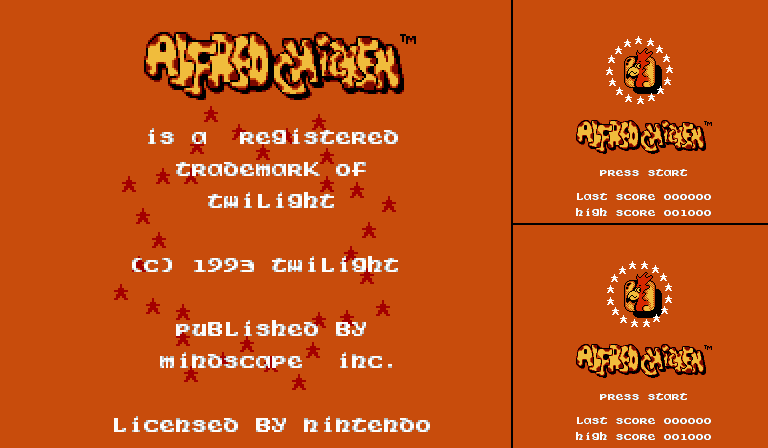 ALFRED CHICKEN™
is a registered
trademark of
twilight
(c) 1993 twilight
published by
mindscape inc.
Licensed by nintendo
ALFRED CHICKEN™
press start
Last score 000000
high score 001000
ALFRED CHICKEN™
press start
Last score 000000
high score 001000